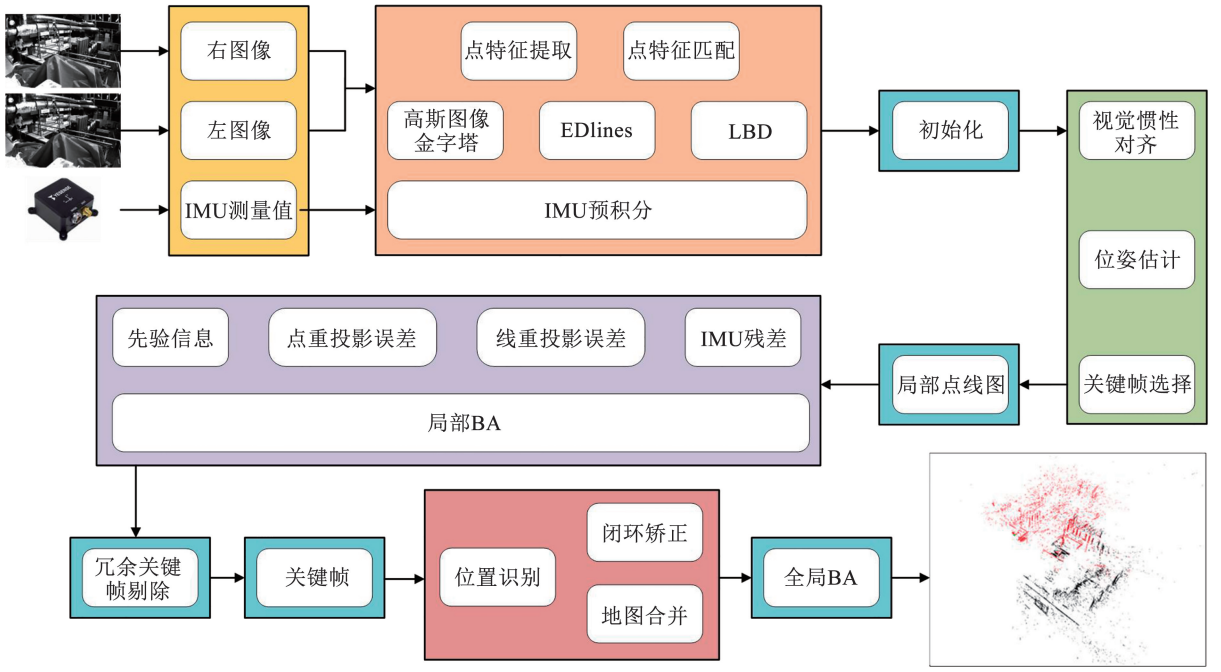 右图像
点特征提取
点特征匹配
左图像
高斯图像
金字塔
EDlines
LBD
初始化
视觉惯性
对齐
IMU测量值
IMU预积分
位姿估计
先验信息
点重投影误差
线重投影误差
IMU残差
局部点线图
关键帧选择
局部BA
冗余关键
帧剔除
关键帧
位置识别
闭环矫正
地图合并
全局BA